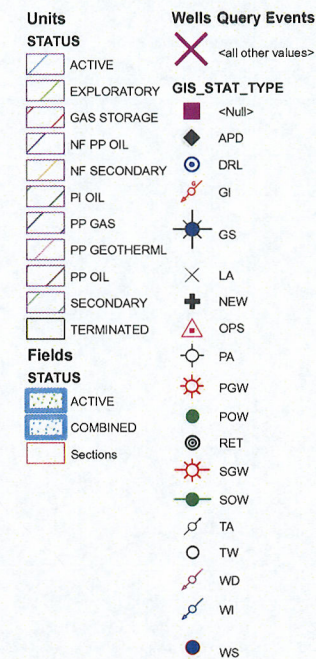 Units
STATUS
ACTIVE
EXPLORATORY
GAS STORAGE
NF PP OIL
NF SECONDARY
PI OIL
PP GAS
PP GEOTHERML
PP OIL
SECONDARY
TERMINATED
Fields
STATUS
ACTIVE
COMBINED
Sections
Wells Query Events
<all other values>
GIS_STAT_TYPE
<Null>
APD
DRL
GI
GS
LA
NEW
OPS
PA
PGW
POW
RET
SGW
SOW
TA
TW
WD
WI
WS